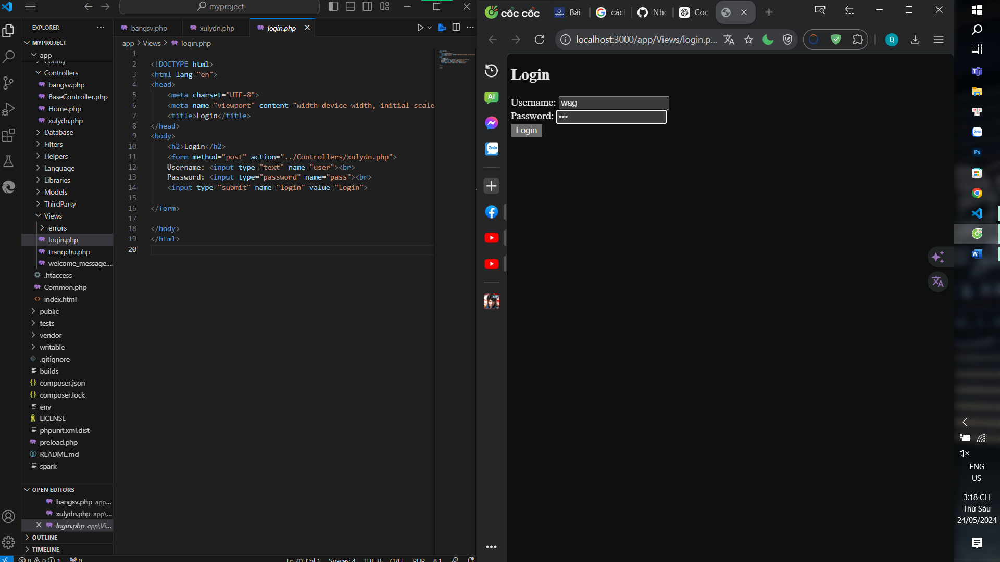 myproject
EXPLORER
MYPROJECT
app
Config
Controllers
bangsv.php
BaseController.php
Home.php
xulydn.php
Database
Filters
Helpers
Language
Libraries
Models
ThirdParty
Views
errors
login.php
trangchu.php
welcome_message....
.htaccess
Common.php
index.html
public
tests
vendor
writable
.gitignore
builds
composer.json
composer.lock
env
LICENSE
phpunit.xml.dist
preload.php
README.md
spark
OPEN EDITORS
bangsv.php app...
xulydn.php app\...
login.php app\Vi...
OUTLINE
TIMELINE
0 0 1 0
bangsv.php xulydn.php login.php
app > Views > login.php
1
2 <!DOCTYPE html>
3 <html lang="en">
4 <head>
5 <meta charset="UTF-8">
6 <meta name="viewport" content="width=device-width, initial-scale
7 <title>Login</title>
8 </head>
9 <body>
10 <h2>Login</h2>
11 <form method="post" action="../Controllers/xulydn.php">
12 Username: <input type="text" name="user"><br>
13 Password: <input type="password" name="pass"><br>
14 <input type="submit" name="login" value="Login">
15
16 </form>
17
18 </body>
19 </html>
20
Ln 20, Col 1 Spaces: 4 UTF-8 CRLF PHP 8.1
cốc cốc Bài các Nhó Cod
localhost:3000/app/Views/login.p...
Q
AI
Zalo
Login
Username: wag
Password: •••
Login
Zalo
Ps
W
ENG
US
3:18 CH
Thứ Sáu
24/05/2024